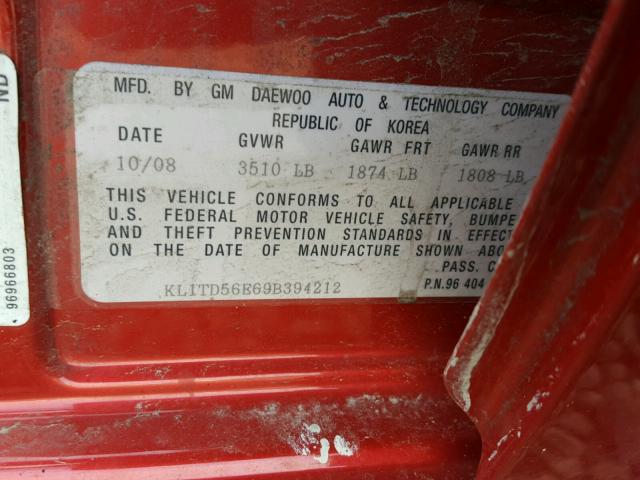 MFD. BY GM DAEWOO AUTO & TECHNOLOGY COMPANY
REPUBLIC OF KOREA
DATE GVWR GAWR FRT GAWR RR
10/08 3510 LB 1874 LB 1808 LB
THIS VEHICLE CONFORMS TO ALL APPLICABLE
U.S. FEDERAL MOTOR VEHICLE SAFETY, BUMPE
AND THEFT PREVENTION STANDARDS IN EFFECT
ON THE DATE OF MANUFACTURE SHOWN ABO
PASS. C
KL1TD56E69B394212 P.N.96 404
ND
96966803